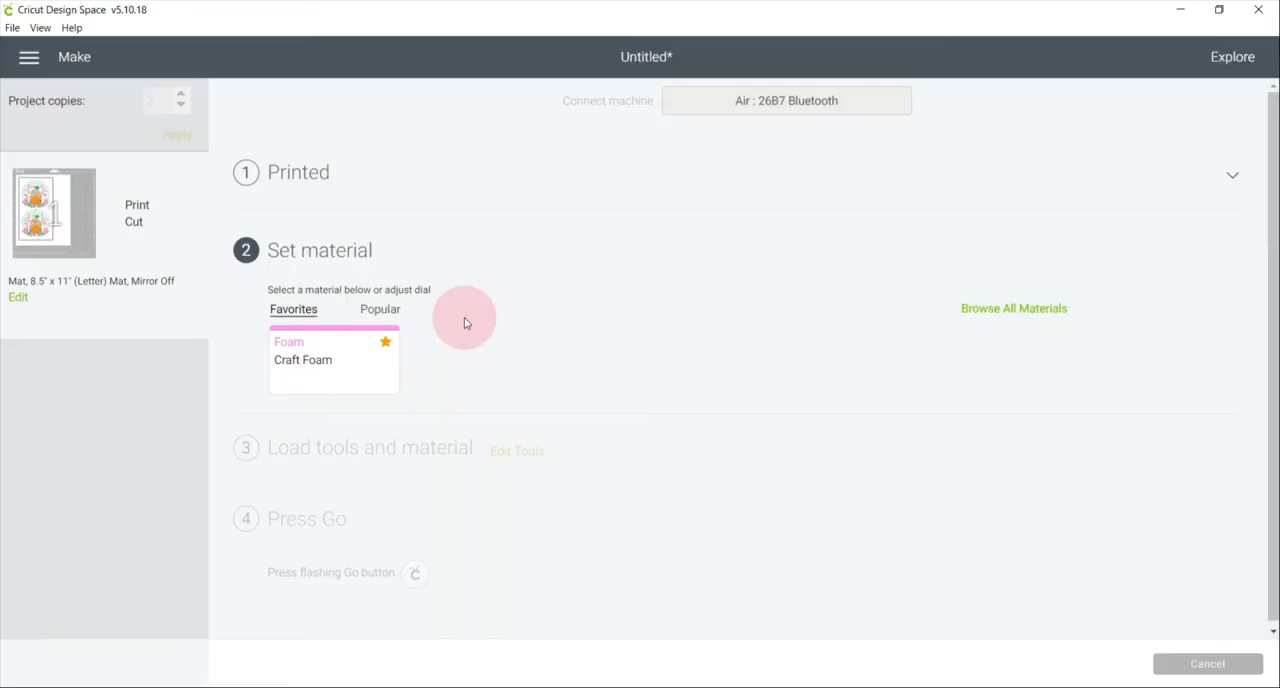 Cricut Design Space v5.10.18
File View Help
Make
Untitled*
Explore
Project copies:
Apply
Connect machine
Air : 26B7 Bluetooth
1 Printed
Print
Cut
Mat, 8.5" x 11" (Letter) Mat, Mirror Off
Edit
2 Set material
Select a material below or adjust dial
Favorites Popular
Browse All Materials
Foam
Craft Foam
3 Load tools and material Edit Tools
4 Press Go
Press flashing Go button
Cancel